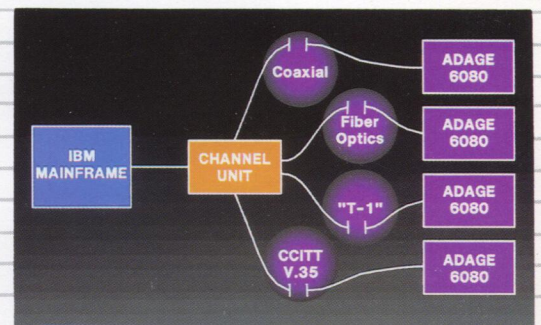 IBM
MAINFRAME
CHANNEL
UNIT
Coaxial
Fiber
Optics
"T-1"
CCITT
V.35
ADAGE
6080
ADAGE
6080
ADAGE
6080
ADAGE
6080